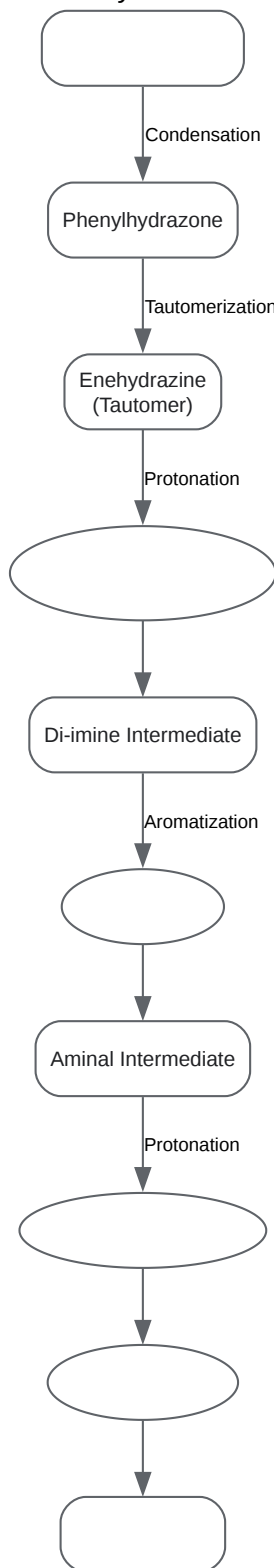 Condensation
Phenylhydrazone
Tautomerization
Enehydrazine
(Tautomer)
Protonation
Di-imine Intermediate
Aromatization
Aminal Intermediate
Protonation